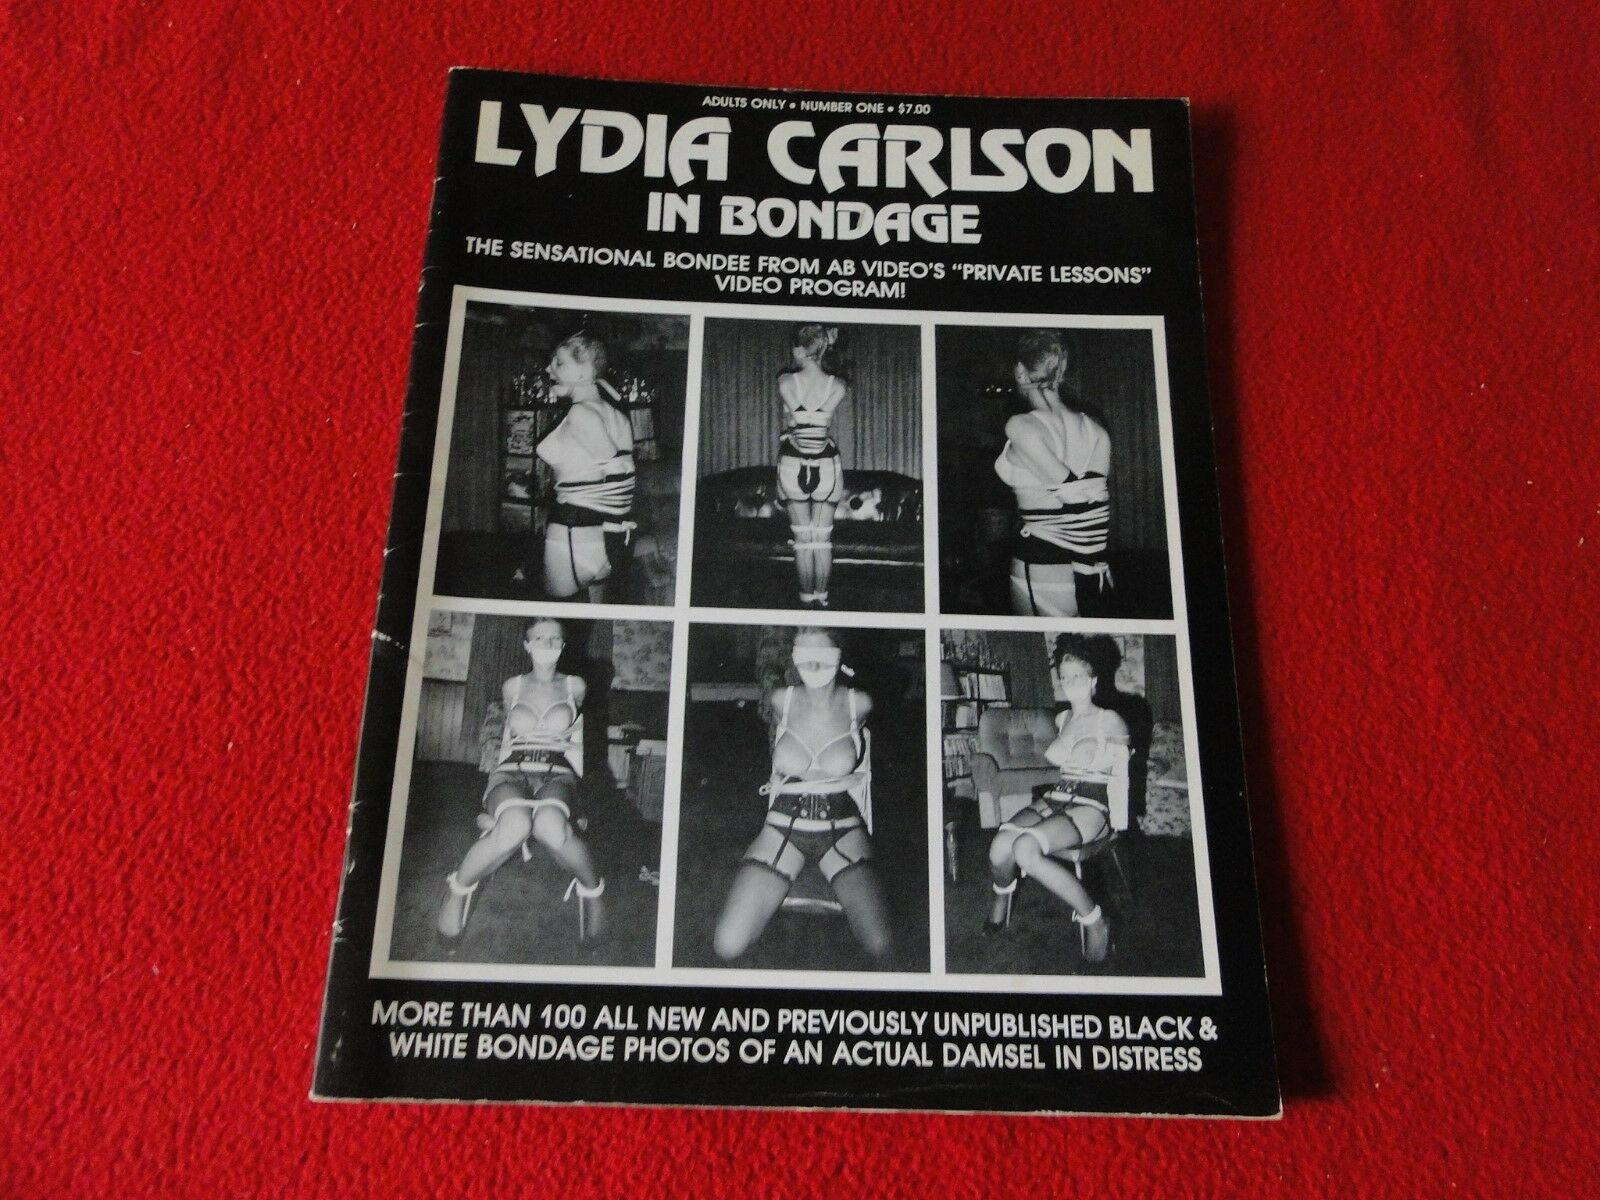 ADULTS ONLY • NUMBER ONE • $7.00
LYDIA CARLSON
IN BONDAGE
THE SENSATIONAL BONDEE FROM AB VIDEO'S "PRIVATE LESSONS"
VIDEO PROGRAM!
MORE THAN 100 ALL NEW AND PREVIOUSLY UNPUBLISHED BLACK &
WHITE BONDAGE PHOTOS OF AN ACTUAL DAMSEL IN DISTRESS